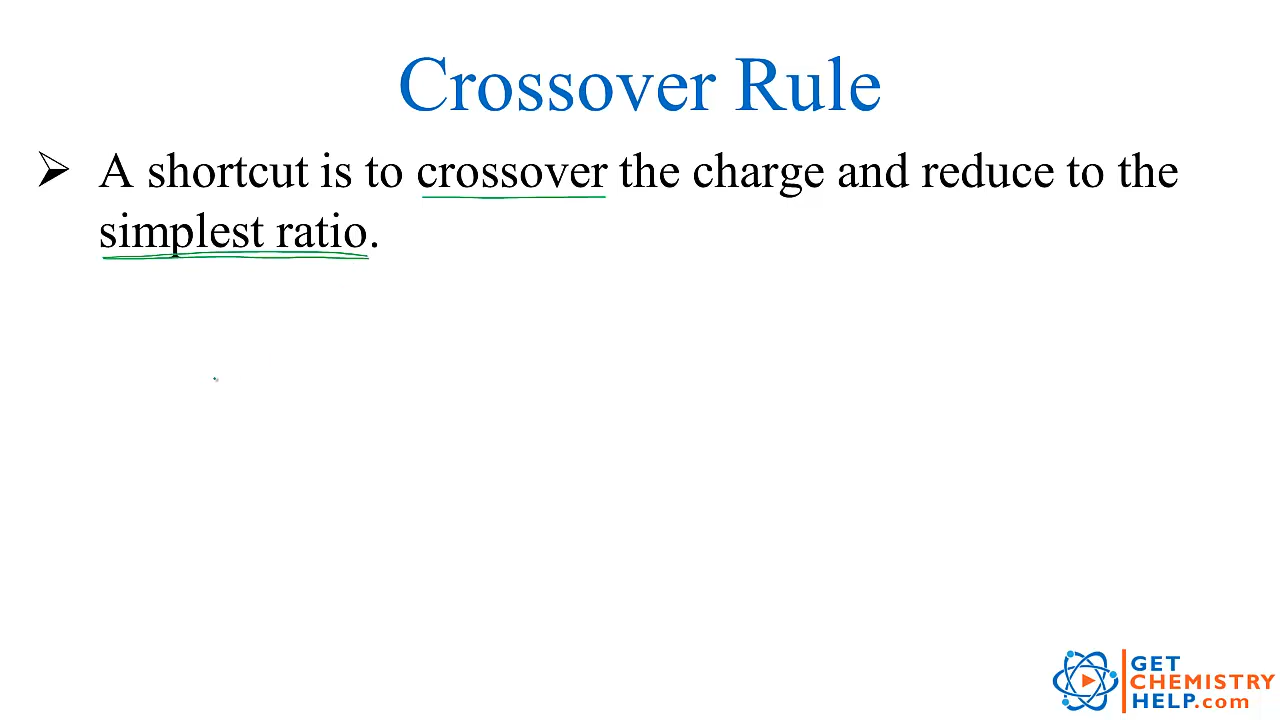 Crossover Rule
➢ A shortcut is to crossover the charge and reduce to the
simplest ratio.
GET
CHEMISTRY
HELP.com